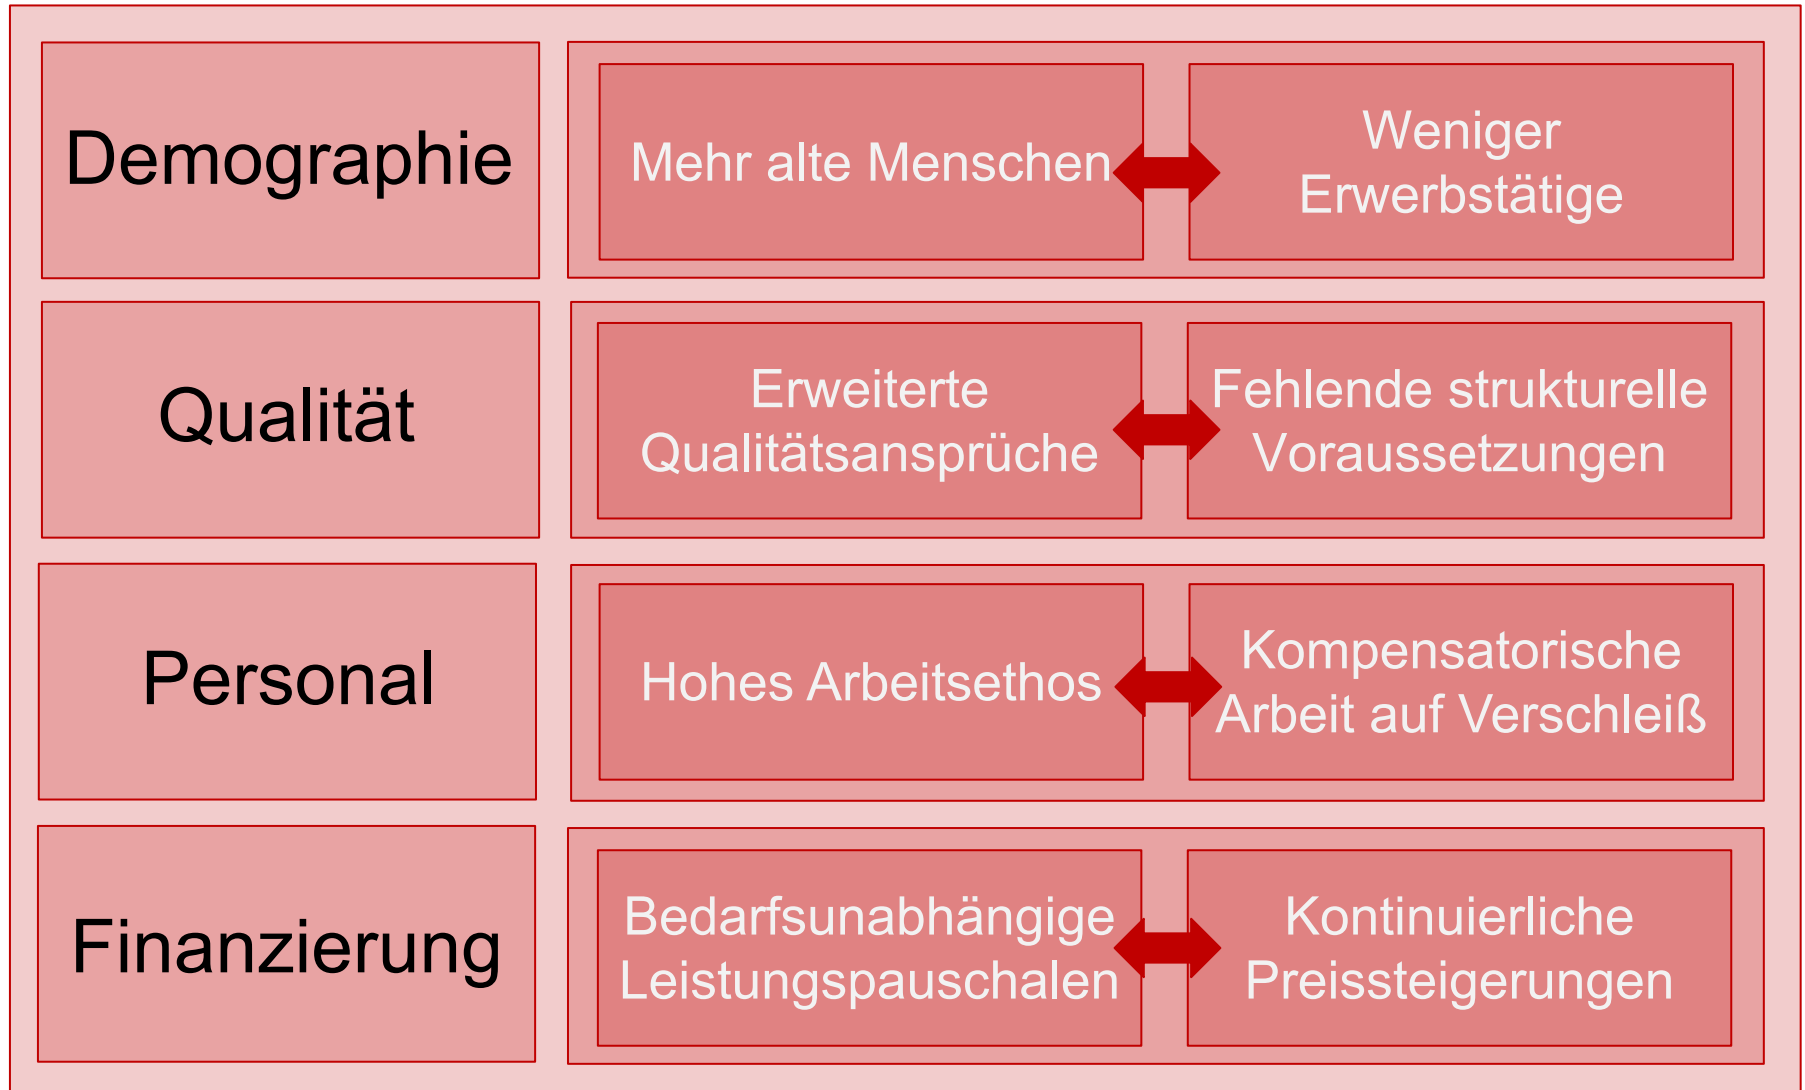 Demographie
Mehr alte Menschen
Weniger
Erwerbstätige
Qualität
Erweiterte
Qualitätsansprüche
Fehlende strukturelle
Voraussetzungen
Personal
Hohes Arbeitsethos
Kompensatorische
Arbeit auf Verschleiß
Finanzierung
Bedarfsunabhängige
Leistungspauschalen
Kontinuierliche
Preissteigerungen